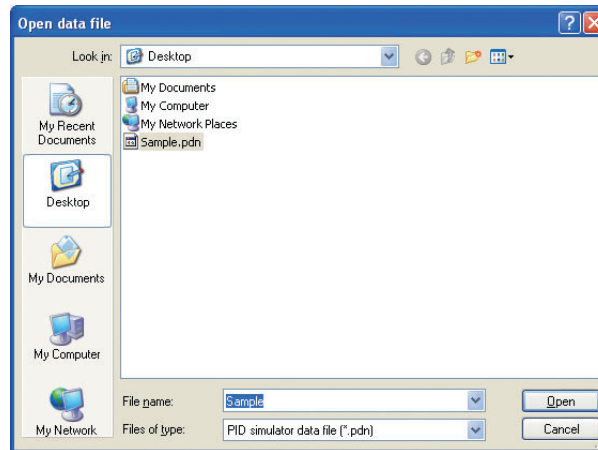 Open data file
Look in:
Desktop
My Recent
Documents
Desktop
My Documents
My Computer
My Network
My Documents
My Computer
My Network Places
Sample.pdn
File name:
Sample
Open
Files of type:
PID simulator data file (*.pdn)
Cancel